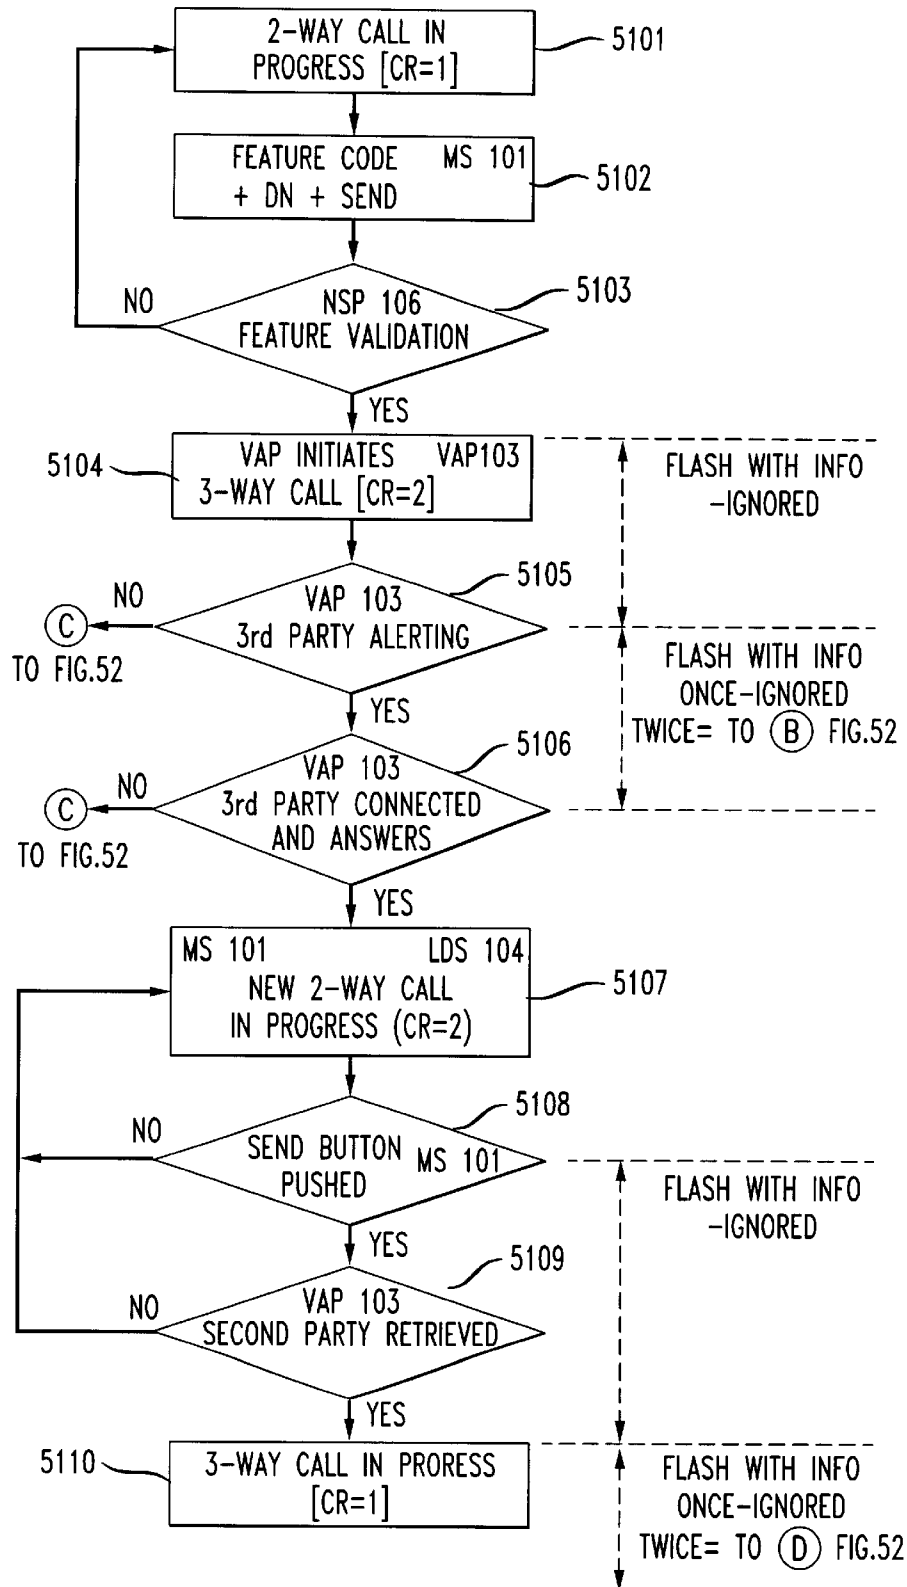 2-WAY CALL IN
PROGRESS [CR=1]
5101
FEATURE CODE MS 101
+ DN + SEND
5102
NSP 106
FEATURE VALIDATION
5103
NO
YES
VAP INITIATES VAP103
3-WAY CALL [CR=2]
5104
FLASH WITH INFO
-IGNORED
VAP 103
3rd PARTY ALERTING
5105
NO
C
TO FIG.52
YES
FLASH WITH INFO
ONCE-IGNORED
TWICE= TO B FIG.52
VAP 103
3rd PARTY CONNECTED
AND ANSWERS
5106
NO
C
TO FIG.52
YES
MS 101 LDS 104
NEW 2-WAY CALL
IN PROGRESS (CR=2)
5107
SEND BUTTON
PUSHED MS 101
5108
NO
YES
FLASH WITH INFO
-IGNORED
VAP 103
SECOND PARTY RETRIEVED
5109
NO
YES
3-WAY CALL IN PRORESS
[CR=1]
5110
FLASH WITH INFO
ONCE-IGNORED
TWICE= TO D FIG.52